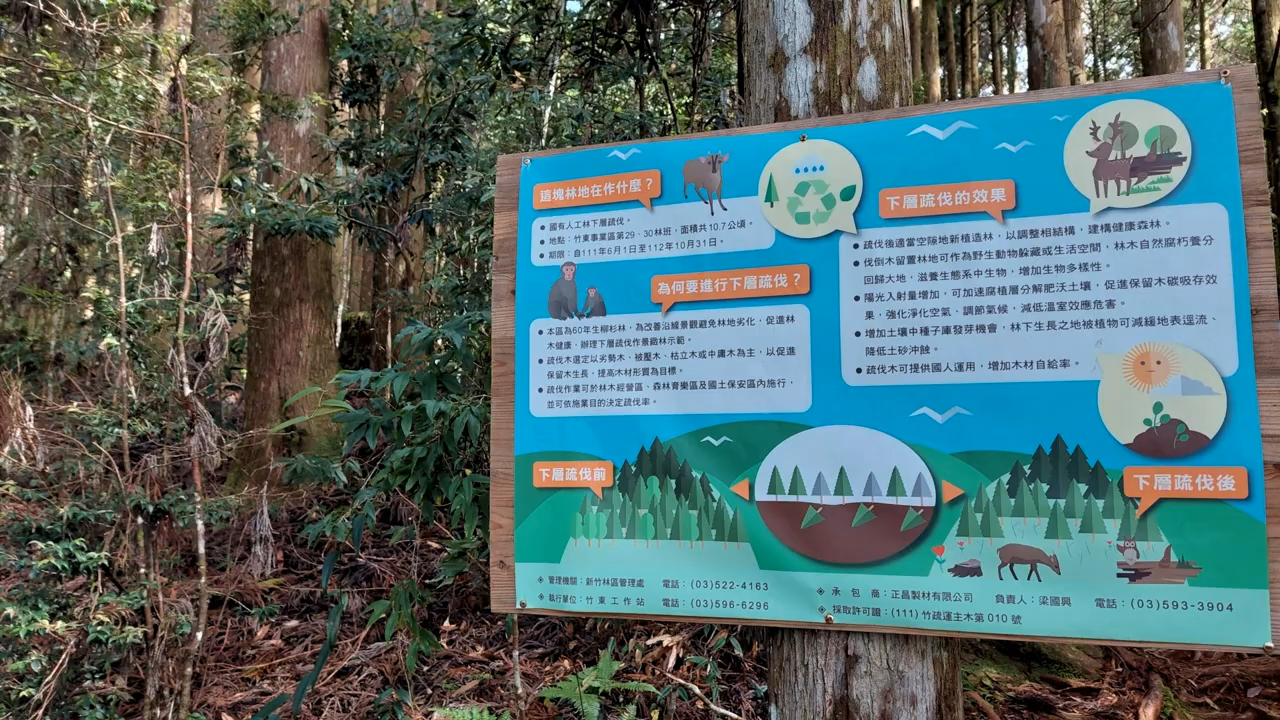 這塊林地在作什麼？
● 國有人工林下層疏伐。
● 地點：竹東事業區第29、30林班，面積共10.7公頃。
● 期限：自111年6月1日至112年10月31日。
為何要進行下層疏伐？
● 本區為60年生柳杉林，為改善沿線景觀避免林地劣化，促進林
木健康，辦理下層疏伐作景緻林示範。
● 疏伐木選定以劣勢木、被壓木、枯立木或中庸木為主，以促進
保留木生長，提高木材形質為目標。
● 疏伐作業可於林木經營區、森林育樂區及國土保安區內施行，
並可依施業目的決定疏伐率。
下層疏伐的效果
● 疏伐後適當空隙地新植造林，以調整相結構，建構健康森林。
● 伐倒木留置林地可作為野生動物躲藏或生活空間，林木自然腐朽養分
回歸大地，滋養生態系中生物，增加生物多樣性。
● 陽光入射量增加，可加速腐植層分解肥沃土壤，促進保留木碳吸存效
果，強化淨化空氣，調節氣候，減低溫室效應危害。
● 增加土壤中種子庫發芽機會，林下生長之地被植物可減緩地表逕流、
降低土砂沖蝕。
● 疏伐木可提供國人運用，增加木材自給率。
下層疏伐前
下層疏伐後
❖ 管理機關：新竹林區管理處 電話：(03)522-4163
❖ 執行單位：竹東工作站 電話：(03)596-6296
❖ 承包商：正昌製材有限公司 負責人：梁國興 電話：(03)593-3904
❖ 採取許可證：(111) 竹疏運主木第 010 號